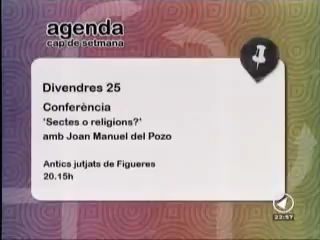 agenda
cap de setmana
Divendres 25
Conferència
'Sectes o religions?'
amb Joan Manuel del Pozo
Antics jutjats de Figueres
20.15h
22:57